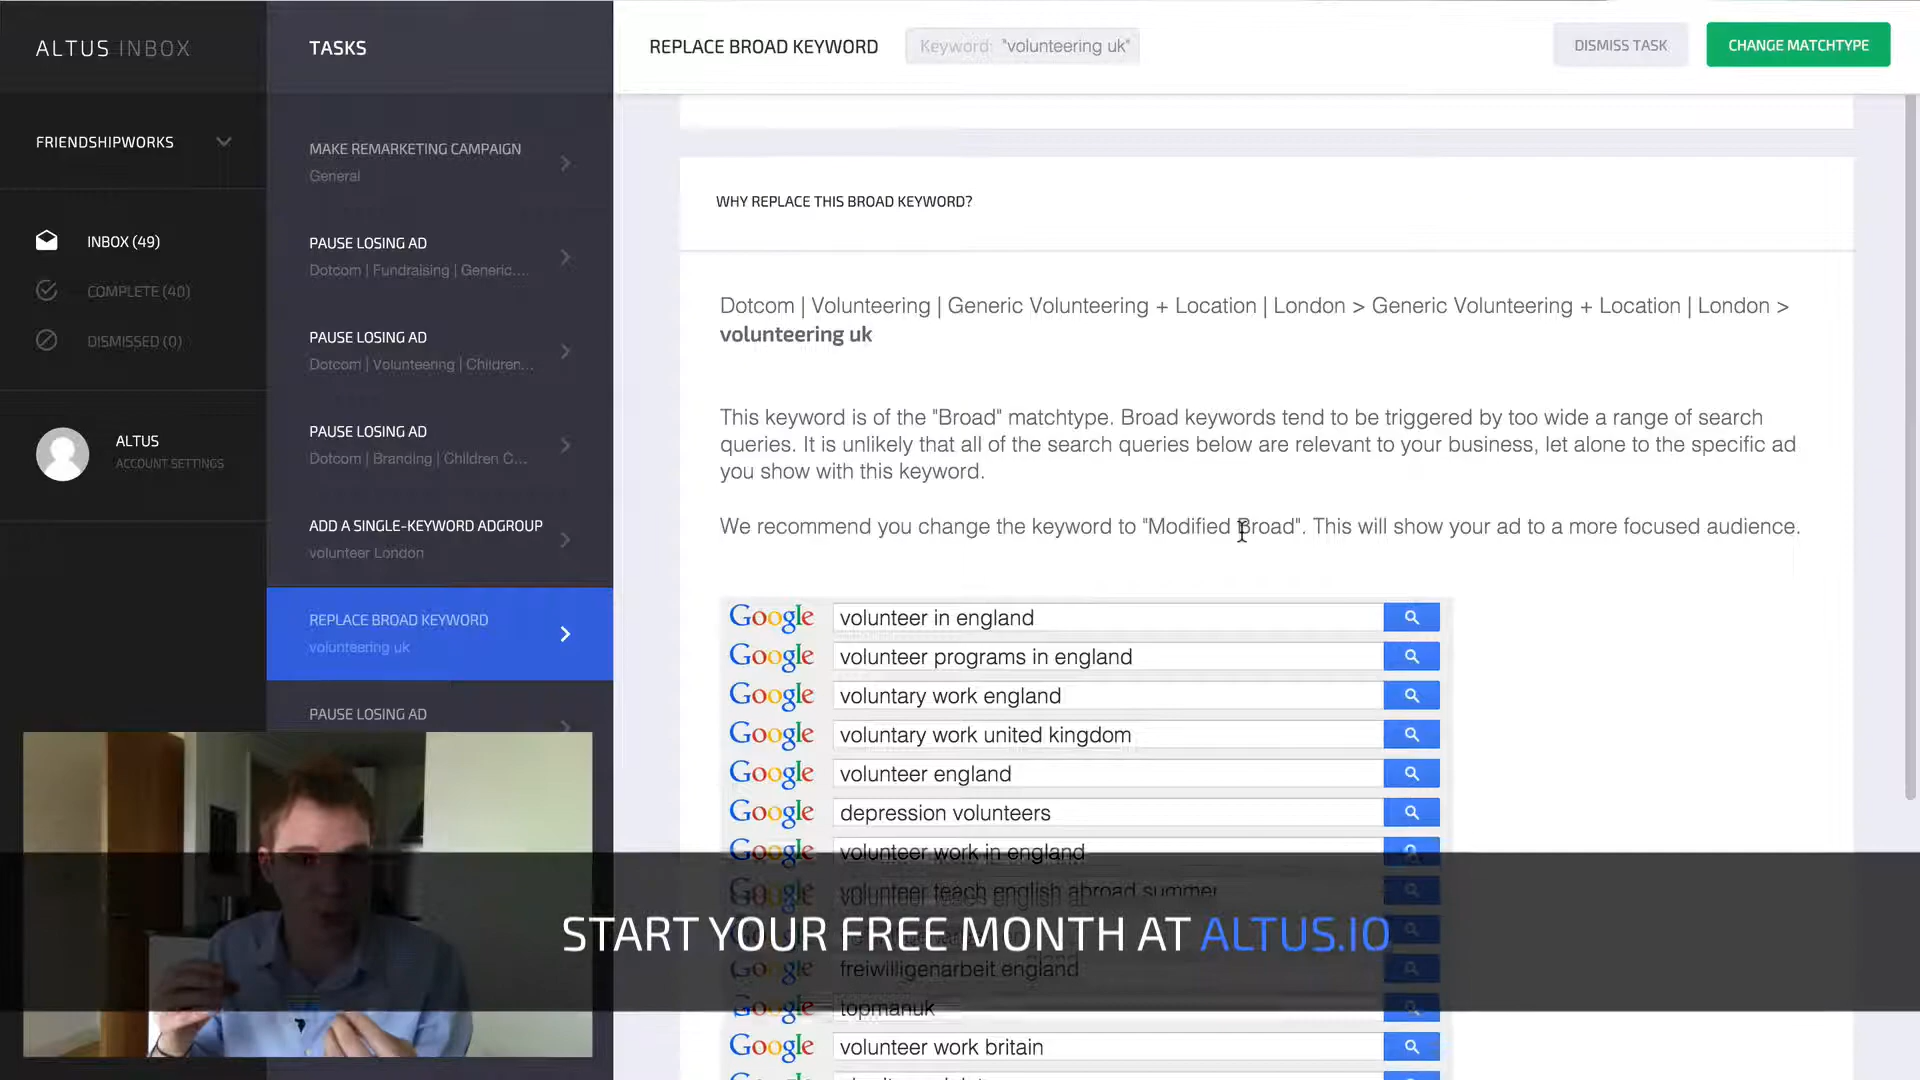 ALTUS INBOX
FRIENDSHIPWORKS
INBOX (49)
COMPLETE (40)
DISMISSED (0)
ALTUS
ACCOUNT SETTINGS
TASKS
MAKE REMARKETING CAMPAIGN
General
PAUSE LOSING AD
Dotcom | Fundraising | Generic....
PAUSE LOSING AD
Dotcom | Volunteering | Children...
PAUSE LOSING AD
Dotcom | Branding | Children C...
ADD A SINGLE-KEYWORD ADGROUP
volunteer London
REPLACE BROAD KEYWORD
volunteering uk
PAUSE LOSING AD
REPLACE BROAD KEYWORD
Keyword: "volunteering uk"
DISMISS TASK
CHANGE MATCHTYPE
WHY REPLACE THIS BROAD KEYWORD?
Dotcom | Volunteering | Generic Volunteering + Location | London > Generic Volunteering + Location | London >
volunteering uk
This keyword is of the "Broad" matchtype. Broad keywords tend to be triggered by too wide a range of search
queries. It is unlikely that all of the search queries below are relevant to your business, let alone to the specific ad
you show with this keyword.
We recommend you change the keyword to "Modified Broad". This will show your ad to a more focused audience.
Google volunteer in england
Google volunteer programs in england
Google voluntary work england
Google voluntary work united kingdom
Google volunteer england
Google depression volunteers
Google volunteer work in england
Google volunteer teach english abroad summer
START YOUR FREE MONTH AT ALTUS.IO
Google freiwilligenarbeit england
Google topmanuk
Google volunteer work britain